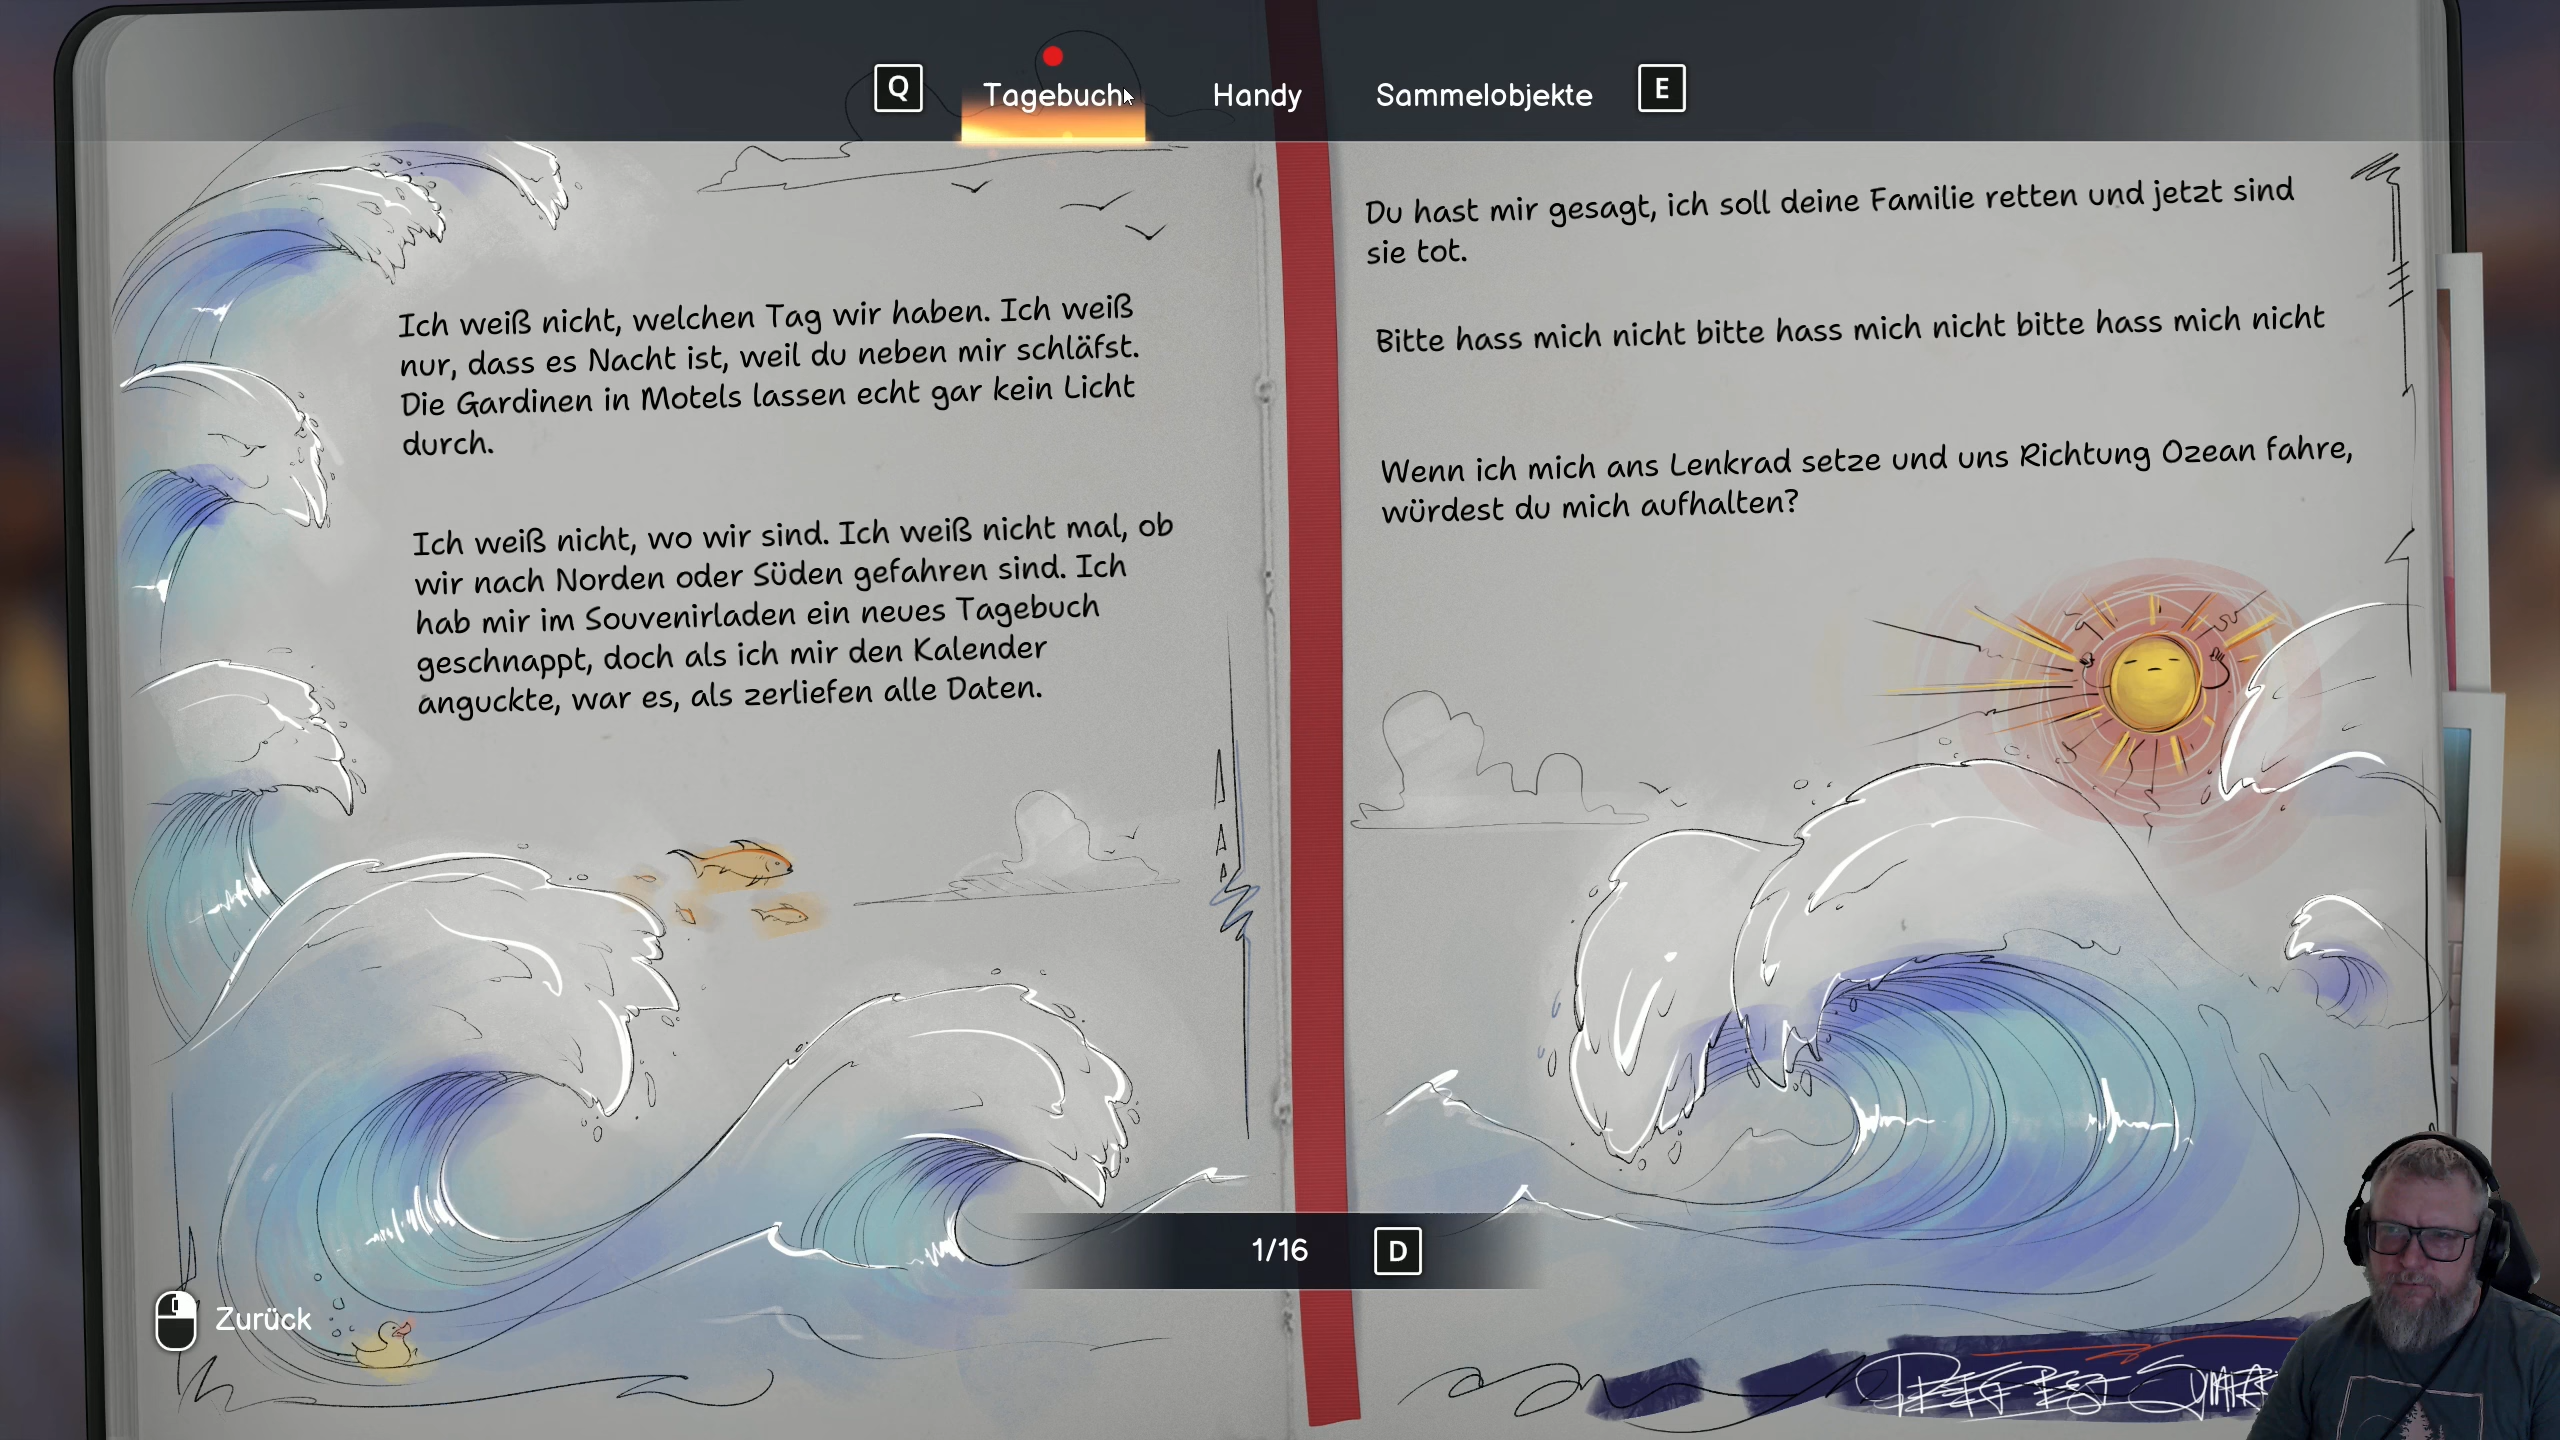 Q Tagebuch Handy Sammelobjekte E
Ich weiß nicht, welchen Tag wir haben. Ich weiß
nur, dass es Nacht ist, weil du neben mir schläfst.
Die Gardinen in Motels lassen echt gar kein Licht
durch.
Ich weiß nicht, wo wir sind. Ich weiß nicht mal, ob
wir nach Norden oder Süden gefahren sind. Ich
hab mir im Souvenirladen ein neues Tagebuch
geschnappt, doch als ich mir den Kalender
anguckte, war es, als zerliefen alle Daten.
Du hast mir gesagt, ich soll deine Familie retten und jetzt sind
sie tot.
Bitte hass mich nicht bitte hass mich nicht bitte hass mich nicht
Wenn ich mich ans Lenkrad setze und uns Richtung Ozean fahre,
würdest du mich aufhalten?
1/16 D
Zurück